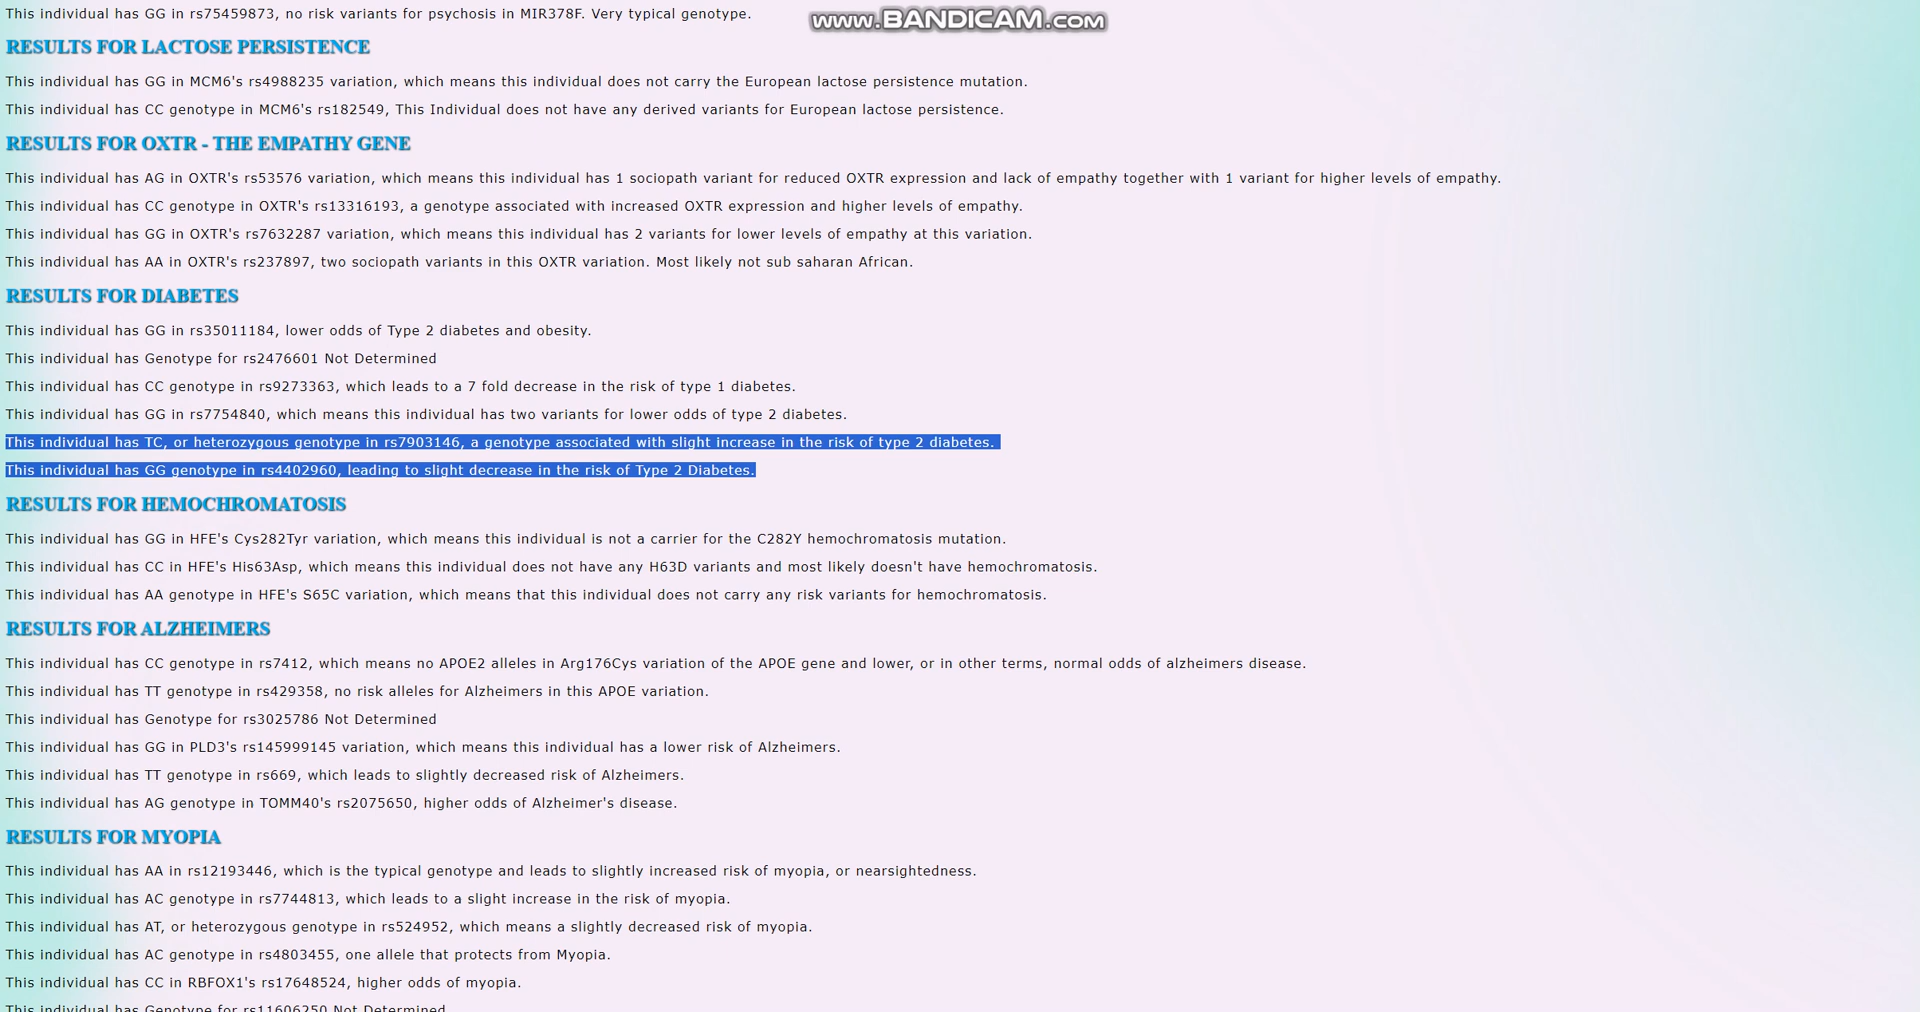 This individual has GG in rs75459873, no risk variants for psychosis in MIR378F. Very typical genotype.
www.BANDICAM.com
RESULTS FOR LACTOSE PERSISTENCE
This individual has GG in MCM6's rs4988235 variation, which means this individual does not carry the European lactose persistence mutation.
This individual has CC genotype in MCM6's rs182549, This Individual does not have any derived variants for European lactose persistence.
RESULTS FOR OXTR - THE EMPATHY GENE
This individual has AG in OXTR's rs53576 variation, which means this individual has 1 sociopath variant for reduced OXTR expression and lack of empathy together with 1 variant for higher levels of empathy.
This individual has CC genotype in OXTR's rs13316193, a genotype associated with increased OXTR expression and higher levels of empathy.
This individual has GG in OXTR's rs7632287 variation, which means this individual has 2 variants for lower levels of empathy at this variation.
This individual has AA in OXTR's rs237897, two sociopath variants in this OXTR variation. Most likely not sub saharan African.
RESULTS FOR DIABETES
This individual has GG in rs35011184, lower odds of Type 2 diabetes and obesity.
This individual has Genotype for rs2476601 Not Determined
This individual has CC genotype in rs9273363, which leads to a 7 fold decrease in the risk of type 1 diabetes.
This individual has GG in rs7754840, which means this individual has two variants for lower odds of type 2 diabetes.
This individual has TC, or heterozygous genotype in rs7903146, a genotype associated with slight increase in the risk of type 2 diabetes.
This individual has GG genotype in rs4402960, leading to slight decrease in the risk of Type 2 Diabetes.
RESULTS FOR HEMOCHROMATOSIS
This individual has GG in HFE's Cys282Tyr variation, which means this individual is not a carrier for the C282Y hemochromatosis mutation.
This individual has CC in HFE's His63Asp, which means this individual does not have any H63D variants and most likely doesn't have hemochromatosis.
This individual has AA genotype in HFE's S65C variation, which means that this individual does not carry any risk variants for hemochromatosis.
RESULTS FOR ALZHEIMERS
This individual has CC genotype in rs7412, which means no APOE2 alleles in Arg176Cys variation of the APOE gene and lower, or in other terms, normal odds of alzheimers disease.
This individual has TT genotype in rs429358, no risk alleles for Alzheimers in this APOE variation.
This individual has Genotype for rs3025786 Not Determined
This individual has GG in PLD3's rs145999145 variation, which means this individual has a lower risk of Alzheimers.
This individual has TT genotype in rs669, which leads to slightly decreased risk of Alzheimers.
This individual has AG genotype in TOMM40's rs2075650, higher odds of Alzheimer's disease.
RESULTS FOR MYOPIA
This individual has AA in rs12193446, which is the typical genotype and leads to slightly increased risk of myopia, or nearsightedness.
This individual has AC genotype in rs7744813, which leads to a slight increase in the risk of myopia.
This individual has AT, or heterozygous genotype in rs524952, which means a slightly decreased risk of myopia.
This individual has AC genotype in rs4803455, one allele that protects from Myopia.
This individual has CC in RBFOX1's rs17648524, higher odds of myopia.
This individual has Genotype for rs11606250 Not Determined